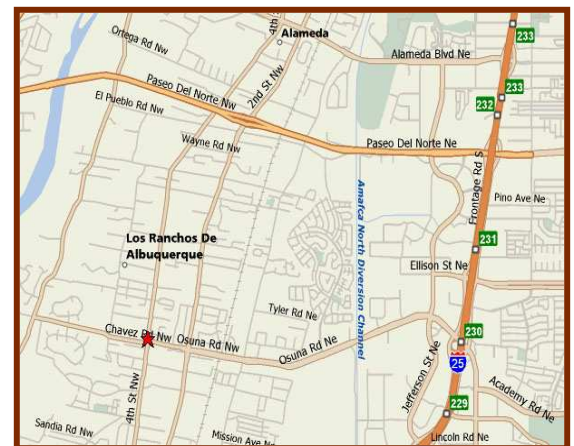 233
4th St
Alameda
Ortega Rd Nw
Alameda Blvd Ne
2nd St Nw
233
Paseo Del Norte Nw
El Pueblo Rd Nw
232
Wayne Rd Nw
Paseo Del Norte Ne
Frontage Rd S
Amafca North Diversion Channel
Pino Ave Ne
Los Ranchos De
Albuquerque
231
Ellison St Ne
Tyler Rd Ne
Chavez Rd Nw
Osuna Rd Nw
Osuna Rd Ne
230
25
Jefferson St Ne
Academy Rd Ne
4th St Nw
229
Sandia Rd Nw
Mission Ave Ne
Lincoln Rd Ne